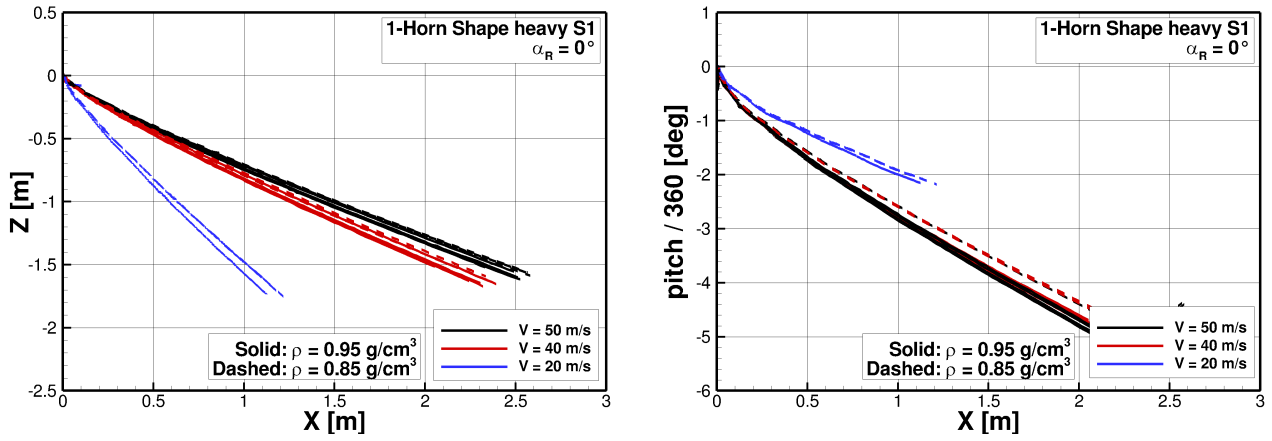 0.5
0
-0.5
-1
-1.5
-2
-2.5
Z [m]
1-Horn Shape heavy S1
αR = 0°
Solid: ρ = 0.95 g/cm³
Dashed: ρ = 0.85 g/cm³
V = 50 m/s
V = 40 m/s
V = 20 m/s
0 0.5 1 1.5 2 2.5 3
X [m]
1
0
-1
-2
-3
-4
-5
-6
pitch / 360 [deg]
1-Horn Shape heavy S1
αR = 0°
Solid: ρ = 0.95 g/cm³
Dashed: ρ = 0.85 g/cm³
V = 50 m/s
V = 40 m/s
V = 20 m/s
0 0.5 1 1.5 2 2.5 3
X [m]